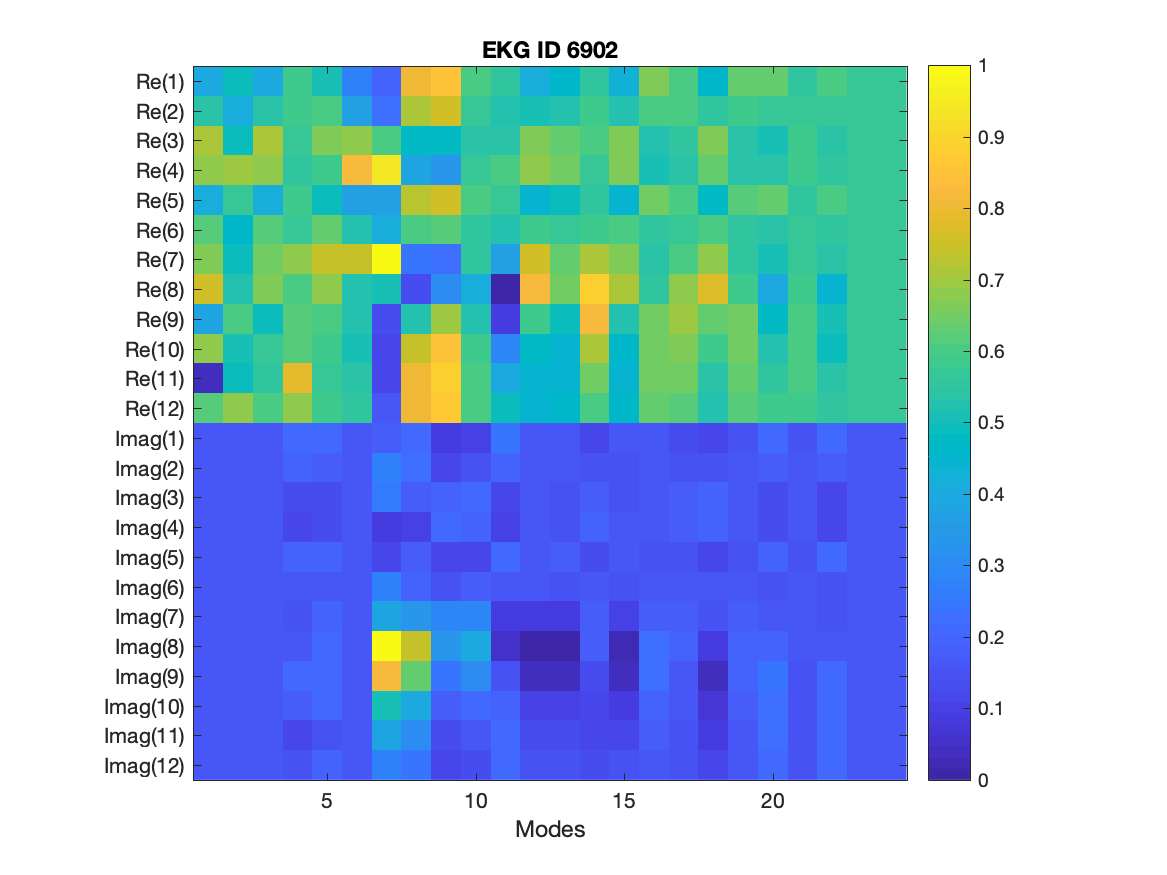 EKG ID 6902
Re(1)
Re(2)
Re(3)
Re(4)
Re(5)
Re(6)
Re(7)
Re(8)
Re(9)
Re(10)
Re(11)
Re(12)
Imag(1)
Imag(2)
Imag(3)
Imag(4)
Imag(5)
Imag(6)
Imag(7)
Imag(8)
Imag(9)
Imag(10)
Imag(11)
Imag(12)
5 10 15 20
Modes
1
0.9
0.8
0.7
0.6
0.5
0.4
0.3
0.2
0.1
0